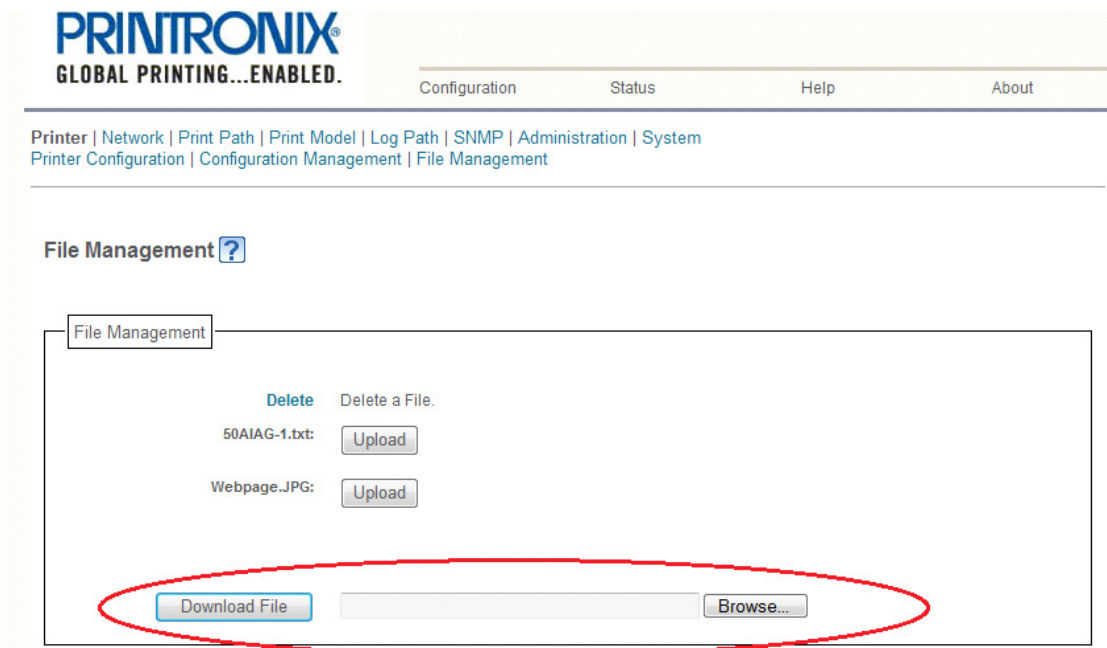 PRINTRONIX®
GLOBAL PRINTING...ENABLED.
Configuration Status Help About
Printer | Network | Print Path | Print Model | Log Path | SNMP | Administration | System
Printer Configuration | Configuration Management | File Management
File Management ?
File Management
Delete Delete a File.
50AIAG-1.txt: Upload
Webpage.JPG: Upload
Download File Browse...